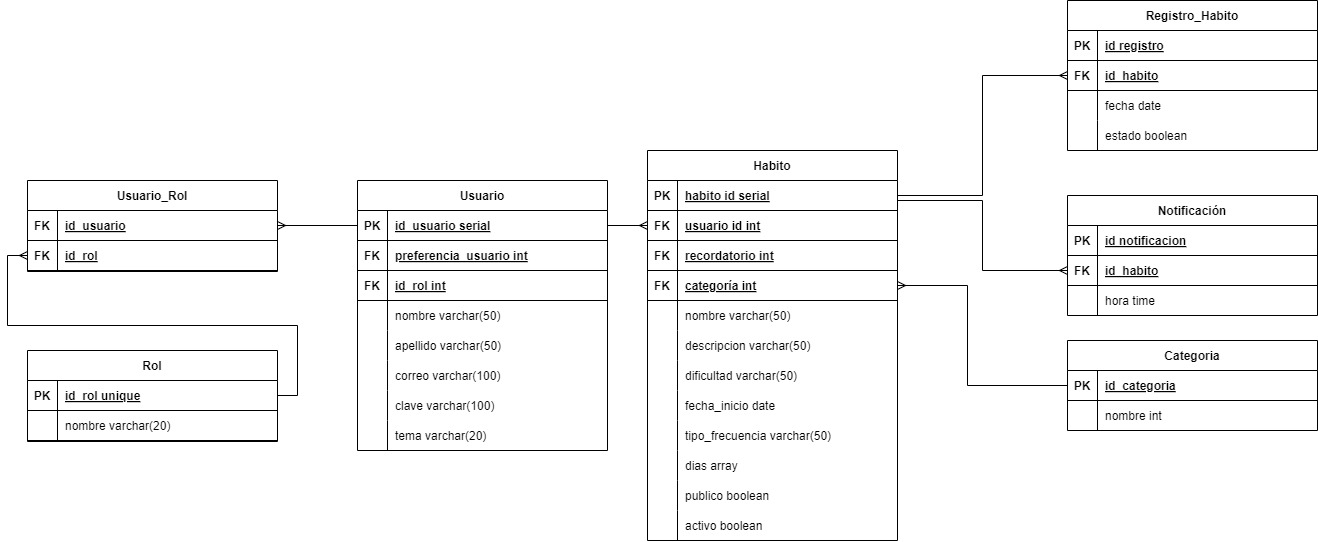 Usuario_Rol
FK id_usuario
FK id_rol
Rol
PK id_rol unique
nombre varchar(20)
Usuario
PK id_usuario serial
FK preferencia_usuario int
FK id_rol int
nombre varchar(50)
apellido varchar(50)
correo varchar(100)
clave varchar(100)
tema varchar(20)
Habito
PK habito id serial
FK usuario id int
FK recordatorio int
FK categoría int
nombre varchar(50)
descripcion varchar(50)
dificultad varchar(50)
fecha_inicio date
tipo_frecuencia varchar(50)
dias array
publico boolean
activo boolean
Registro_Habito
PK id registro
FK id_habito
fecha date
estado boolean
Notificación
PK id notificacion
FK id_habito
hora time
Categoria
PK id_categoria
nombre int